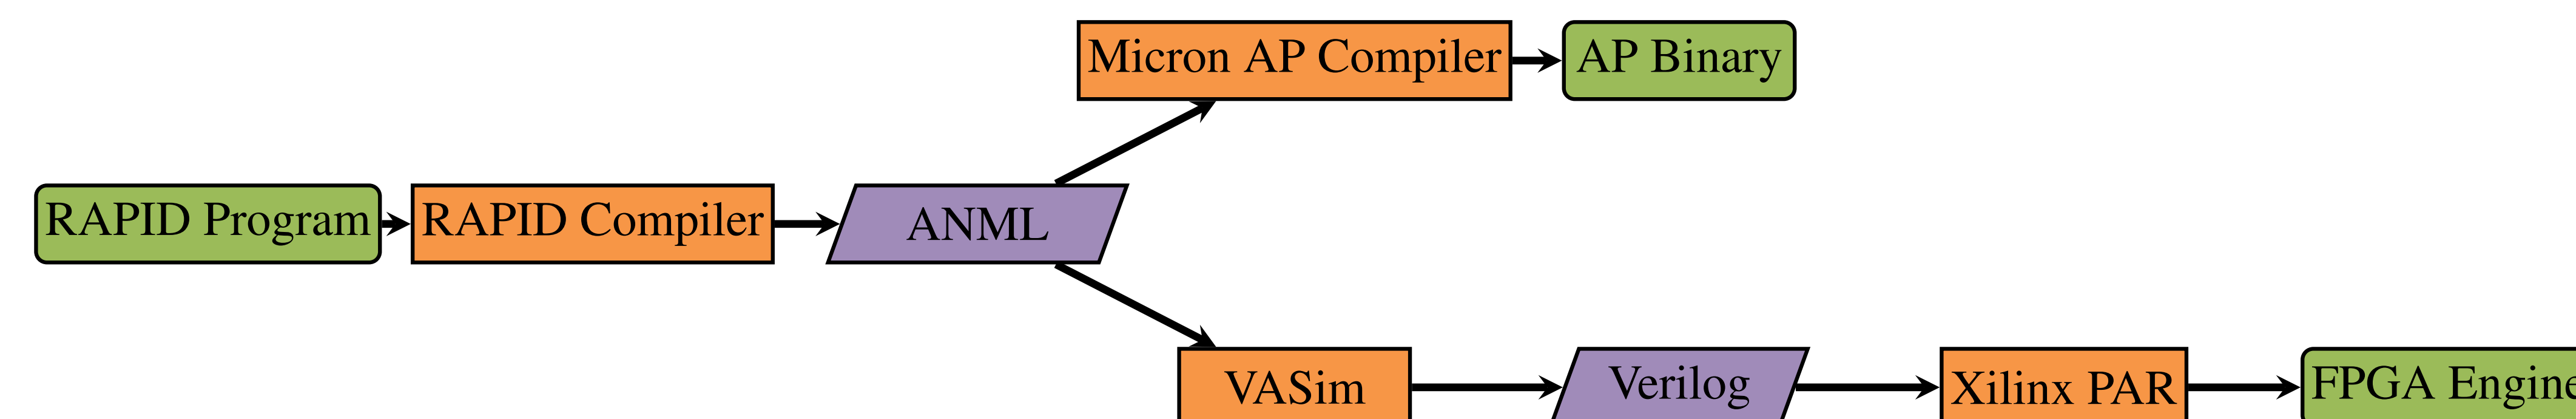 Micron AP Compiler
AP Binary
RAPID Program
RAPID Compiler
ANML
VASim
Verilog
Xilinx PAR
FPGA Engine